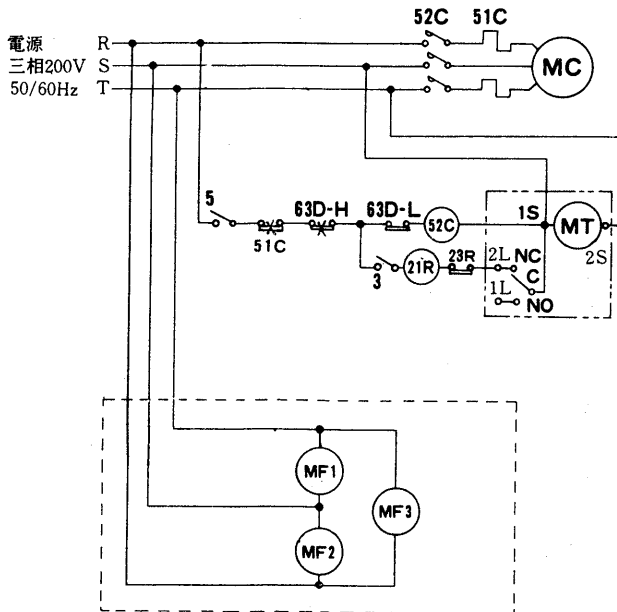 52C 51C
電源 R
三相200V S
50/60Hz T
MC
5
51C
63D-H
63D-L
52C
1S
MT
2S
3
21R
23R
2L NC
C
1L
NO
MF1
MF2
MF3